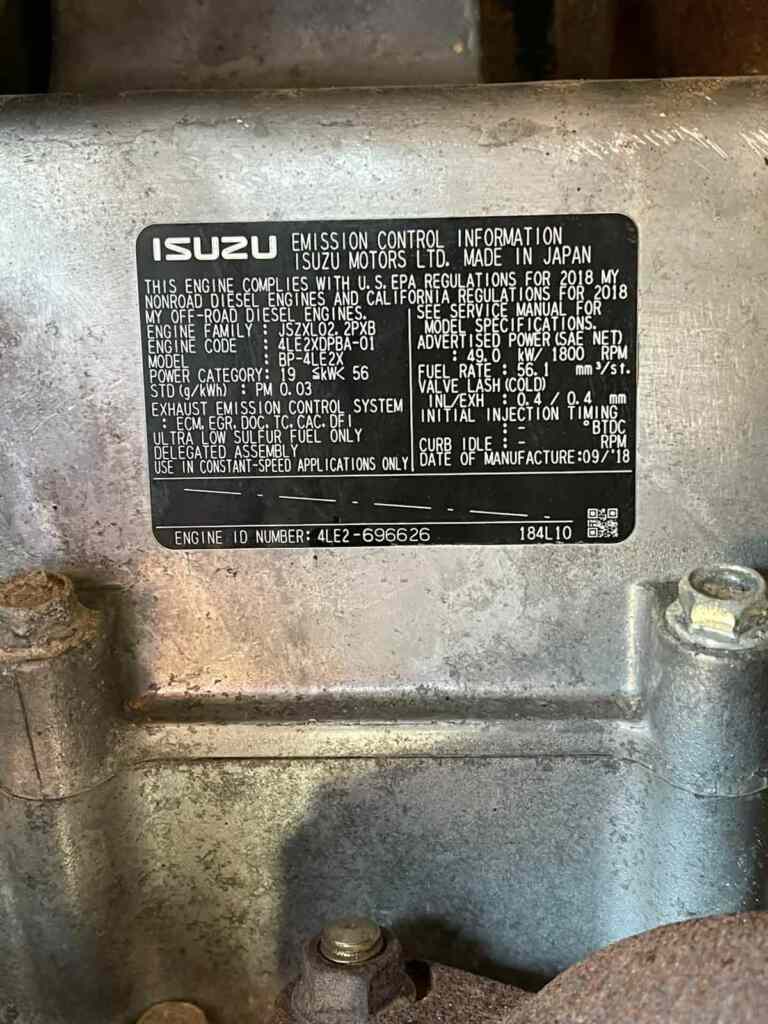 ISUZU EMISSION CONTROL INFORMATION
ISUZU MOTORS LTD. MADE IN JAPAN
THIS ENGINE COMPLIES WITH U.S. EPA REGULATIONS FOR 2018 MY
NONROAD DIESEL ENGINES AND CALIFORNIA REGULATIONS FOR 2018
MY OFF-ROAD DIESEL ENGINES.
ENGINE FAMILY : JSZXL02.2PXB
ENGINE CODE : 4LE2XDPBA-01
MODEL : BP-4LE2X
POWER CATEGORY: 19 ≦kW< 56
STD (g/kWh) : PM 0.03
EXHAUST EMISSION CONTROL SYSTEM
: ECM, EGR, DOC, TC, CAC, DFI
ULTRA LOW SULFUR FUEL ONLY
DELEGATED ASSEMBLY
USE IN CONSTANT-SPEED APPLICATIONS ONLY
SEE SERVICE MANUAL FOR
MODEL SPECIFICATIONS.
ADVERTISED POWER(SAE NET)
: 49.0 kW/ 1800 RPM
FUEL RATE : 56.1 mm³/st.
VALVE LASH(COLD)
INL/EXH : 0.4 / 0.4 mm
INITIAL INJECTION TIMING
: - °BTDC
CURB IDLE : - RPM
DATE OF MANUFACTURE:09/'18
ENGINE ID NUMBER: 4LE2-696626 184L10